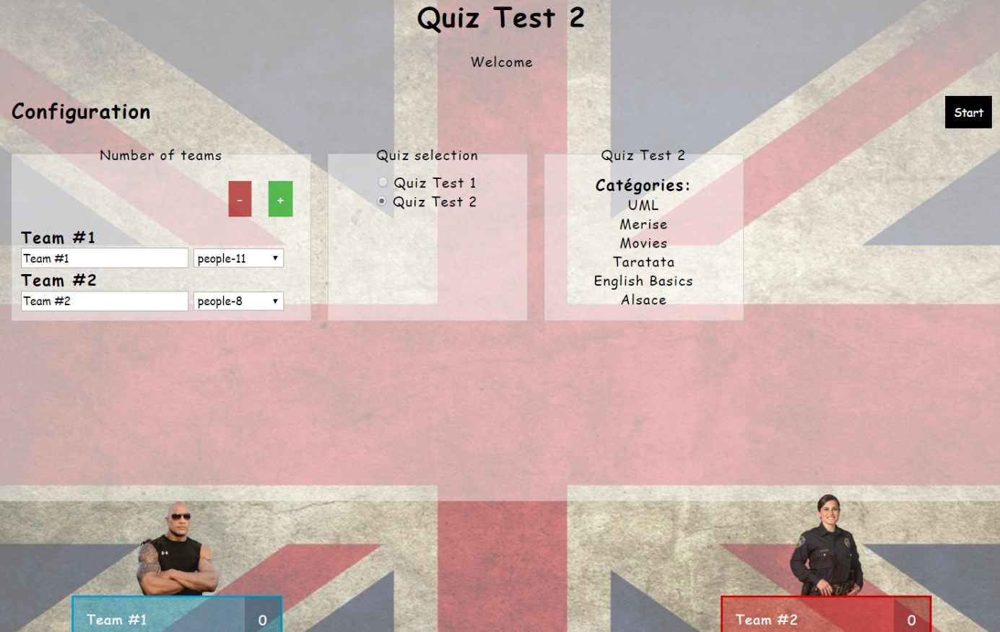 Quiz Test 2
Welcome
Configuration
Start
Number of teams
-
+
Team #1
Team #1
people-11
Team #2
Team #2
people-8
Quiz selection
Quiz Test 1
Quiz Test 2
Quiz Test 2
Catégories:
UML
Merise
Movies
Taratata
English Basics
Alsace
Team #1 0
Team #2 0